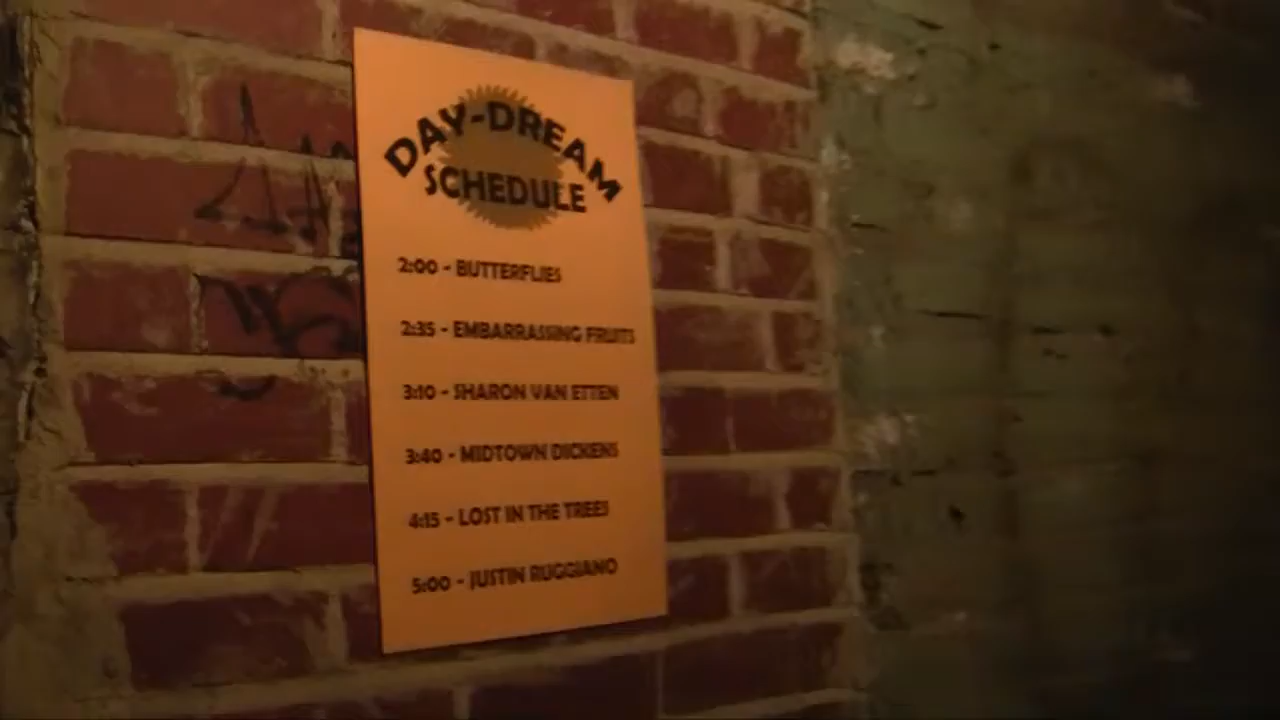 DAY-DREAM
SCHEDULE
2:00 - BUTTERFLIES
2:35 - EMBARRASSING FRUITS
3:10 - SHARON VAN ETTEN
3:40 - MIDTOWN DICKENS
4:15 - LOST IN THE TREES
5:00 - JUSTIN RUGGIANO